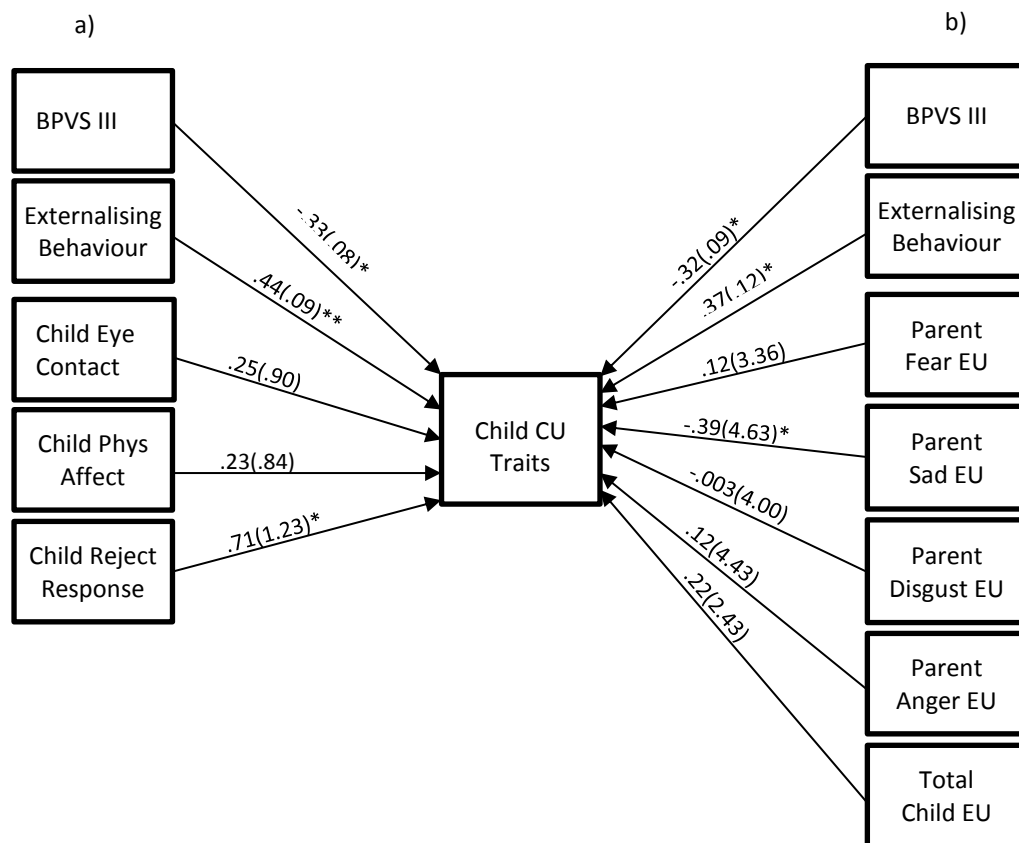 a)
BPVS III
Externalising
Behaviour
Child Eye
Contact
Child Phys
Affect
Child Reject
Response
-.33(.08)*
.44(.09)**
.25(.90)
.23(.84)
.71(1.23)*
Child CU
Traits
b)
BPVS III
Externalising
Behaviour
Parent
Fear EU
Parent
Sad EU
Parent
Disgust EU
Parent
Anger EU
Total
Child EU
-.32(.09)*
.37(.12)*
.12(3.36)
-.39(4.63)*
-.003(4.00)
.12(4.43)
.22(2.43)